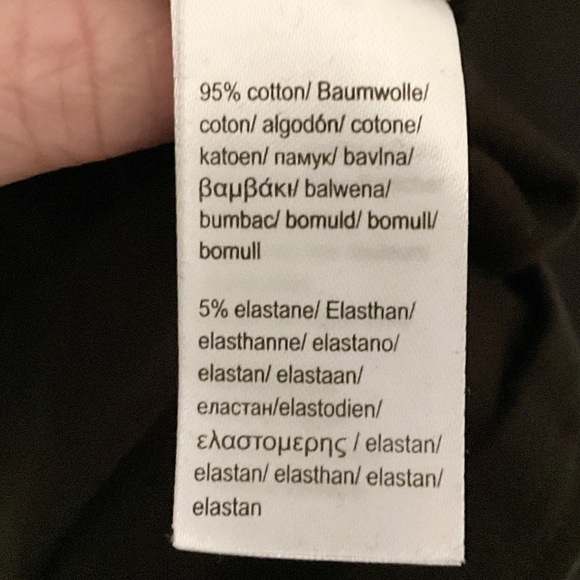 95% cotton/ Baumwolle/
coton/ algodón/ cotone/
katoen/ памук/ bavlna/
βαμβάκι/ balwena/
bumbac/ bomuld/ bomull/
bomull
5% elastane/ Elasthan/
elasthanne/ elastano/
elastan/ elastaan/
еластан/elastodien/
ελαστομερης / elastan/
elastan/ elasthan/ elastan/
elastan